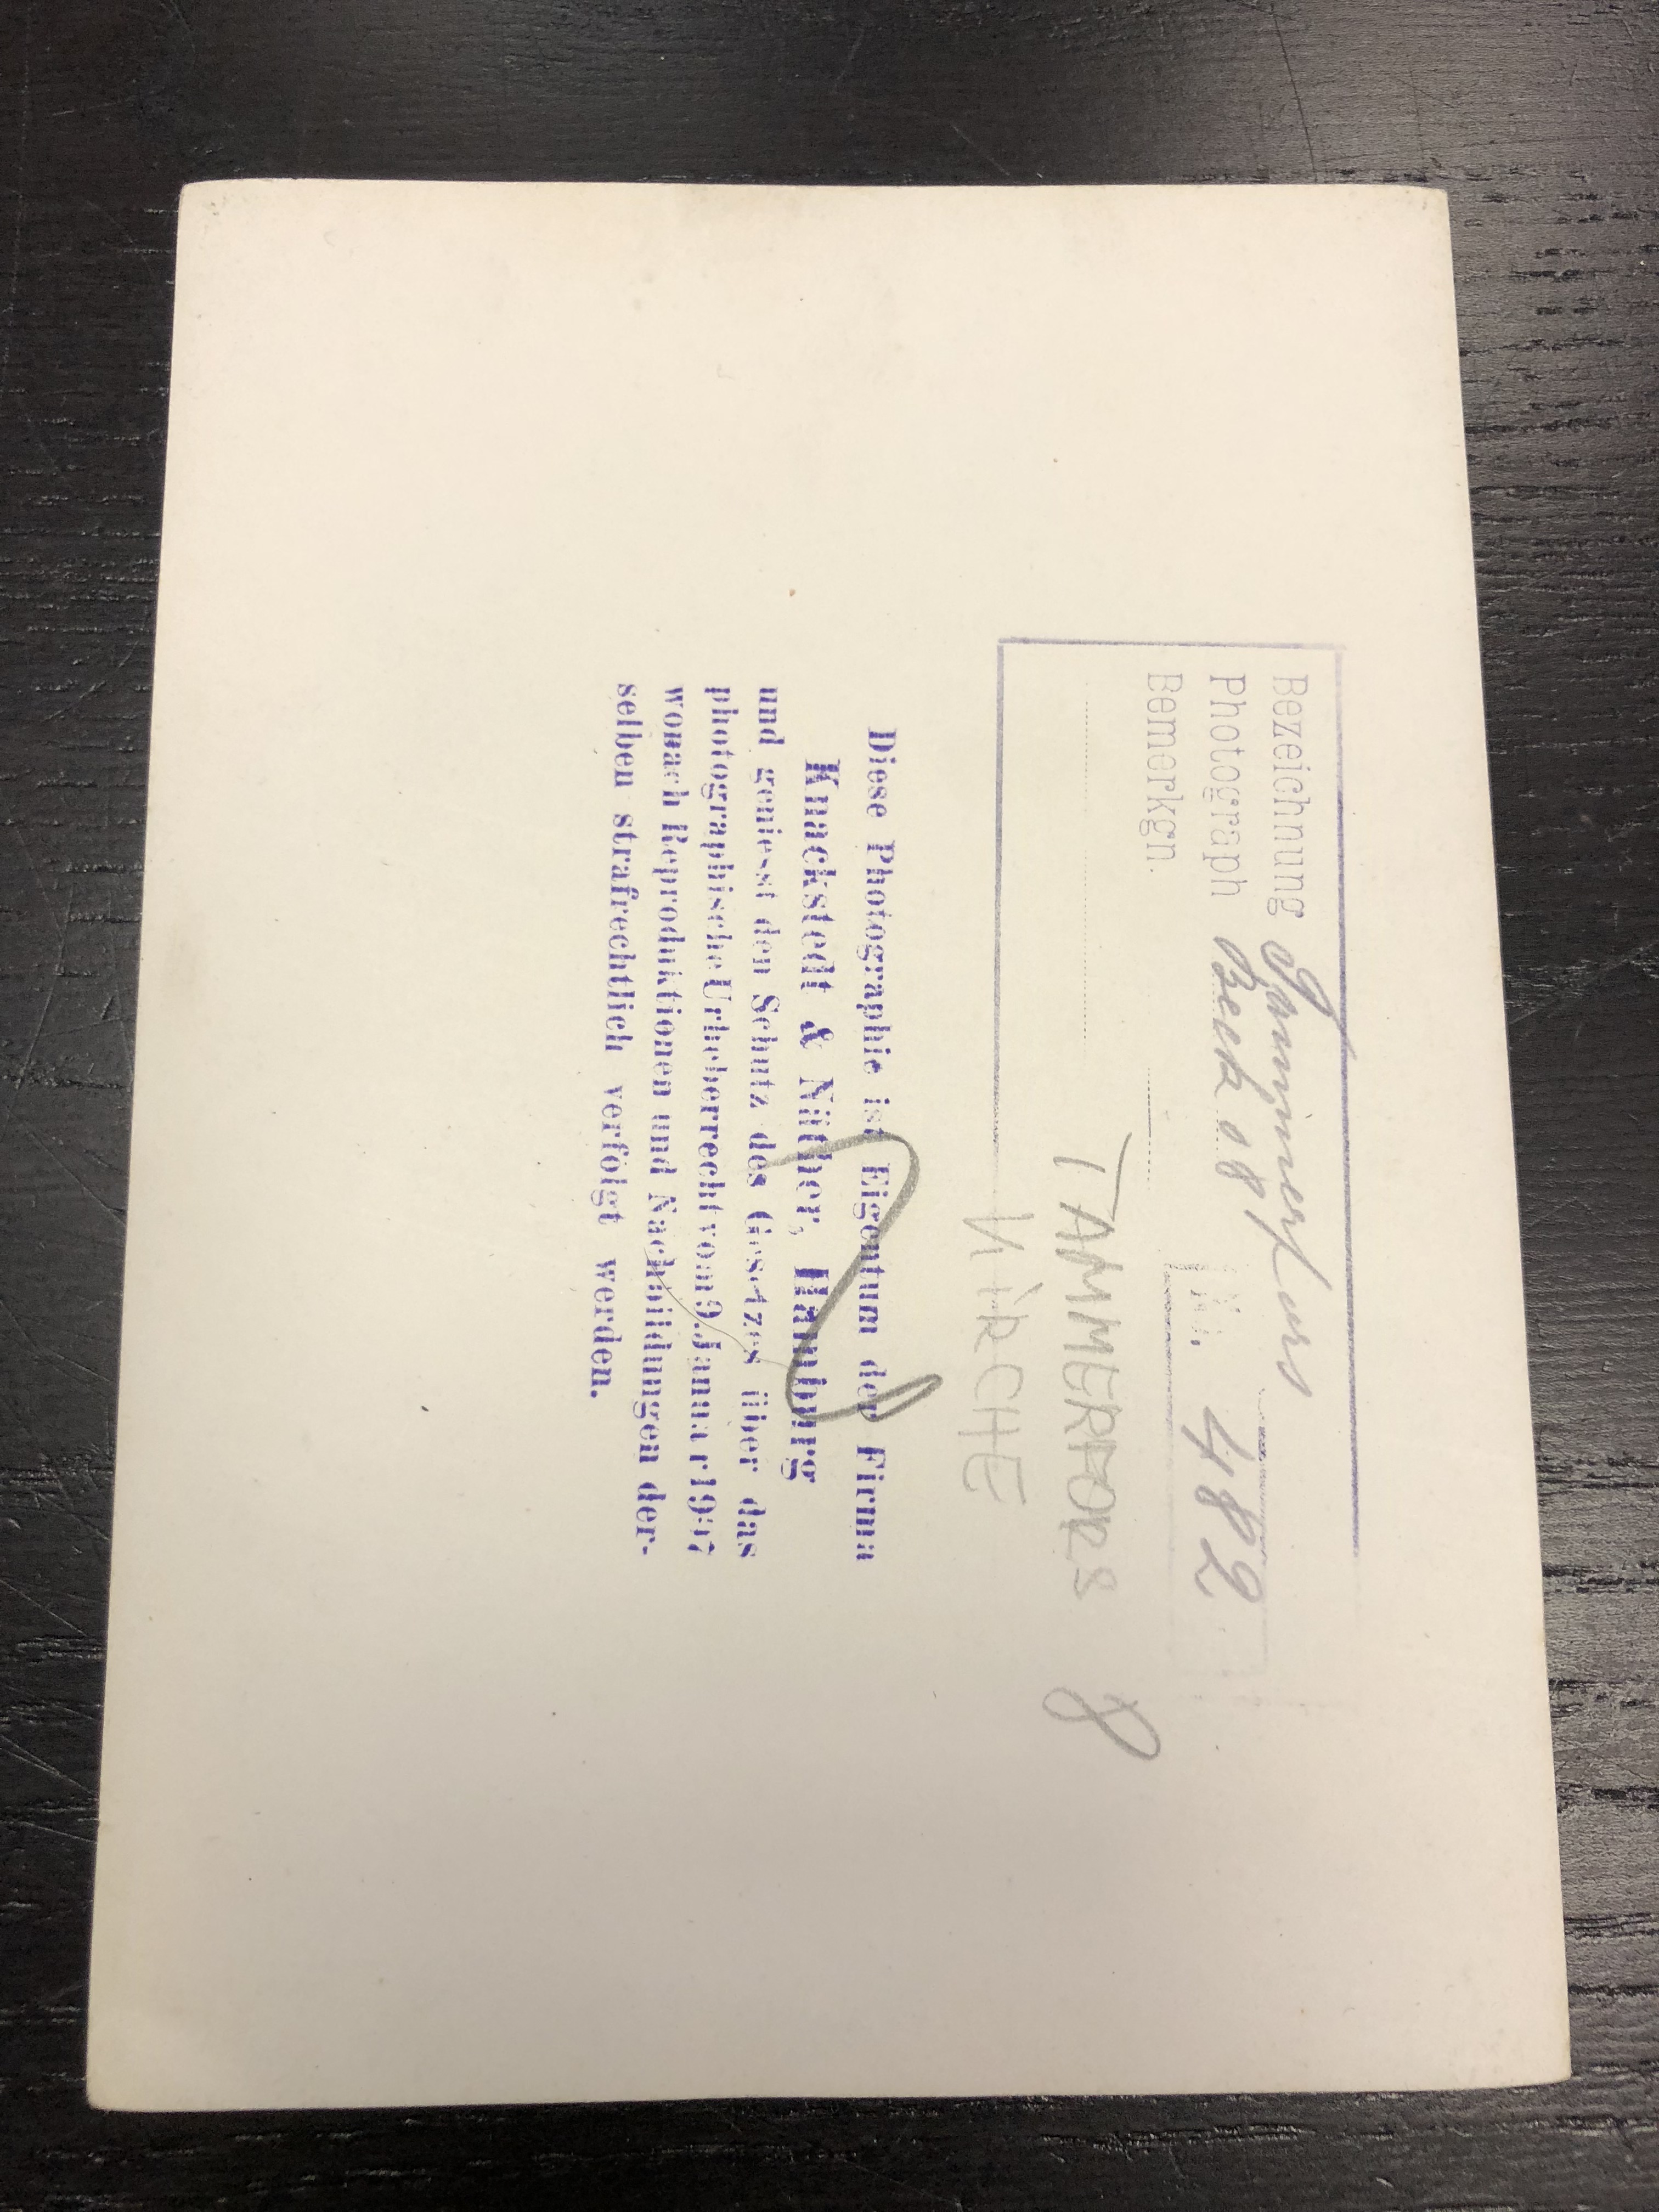 Bezeichnung Tammerfors
Photograph Beck 08
Bemerkgn.
No. 482
TAMMERFORS
KIRCHE
8
Diese Photographie ist Eigentum der Firma
Knackstedt & Näther, Hamburg
und geniesst den Schutz des Gesetzes über das
photographische Urheberrecht vom 9. Januar 1907
wonach Reproduktionen und Nachbildungen der-
selben strafrechtlich verfolgt werden.